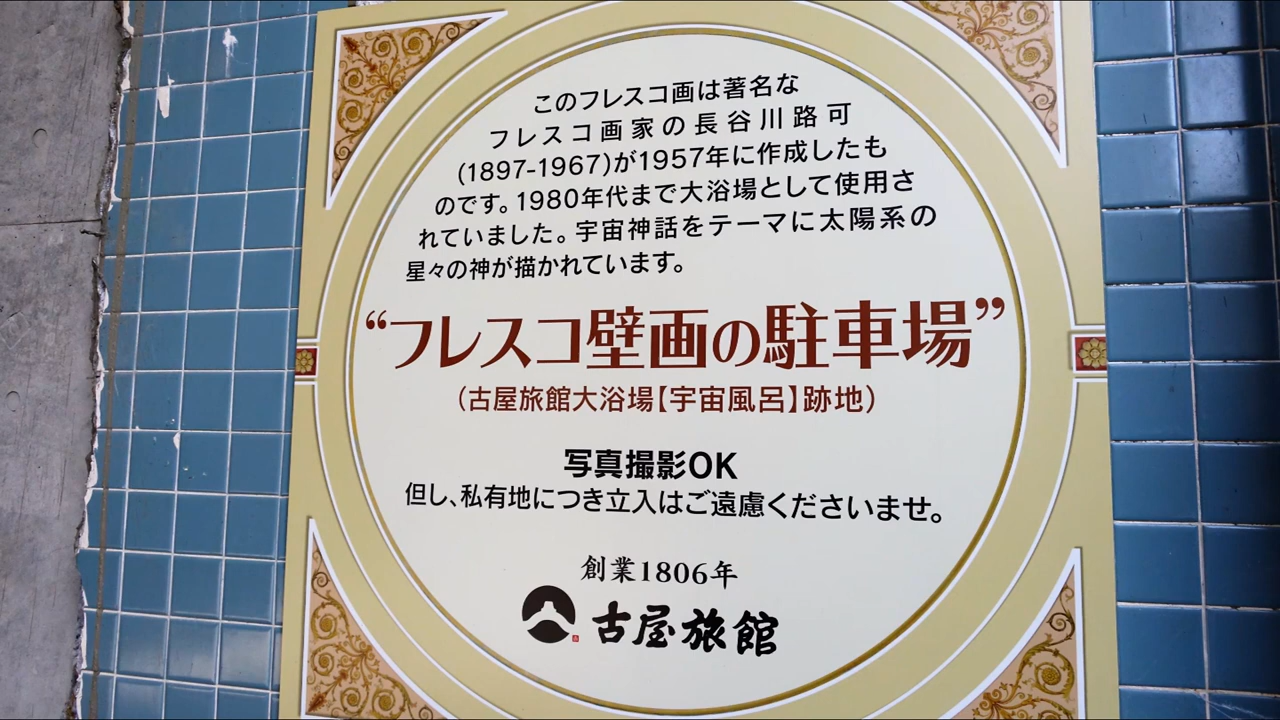 このフレスコ画は著名な
フレスコ画家の長谷川路可
(1897-1967)が1957年に作成したも
のです。1980年代まで大浴場として使用さ
れていました。宇宙神話をテーマに太陽系の
星々の神が描かれています。
“フレスコ壁画の駐車場”
(古屋旅館大浴場【宇宙風呂】跡地)
写真撮影OK
但し、私有地につき立入はご遠慮くださいませ。
創業1806年
古屋旅館